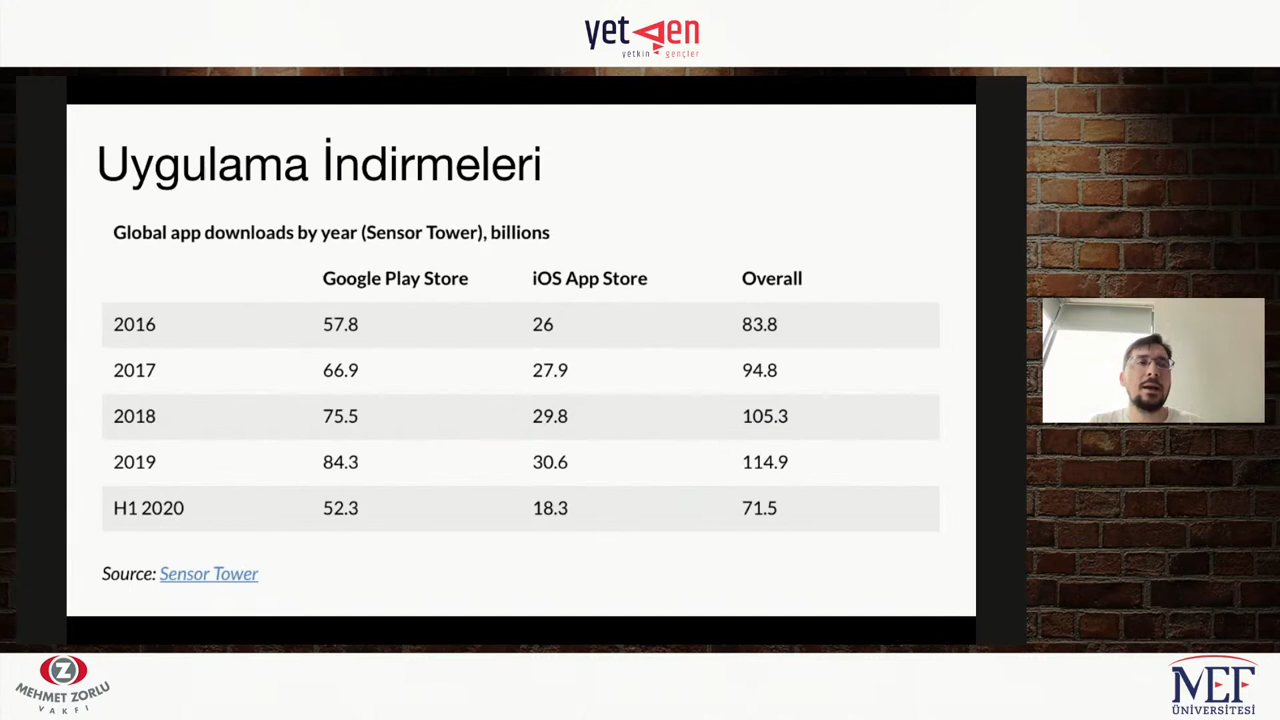 yetgen
yetkin gençler
Uygulama İndirmeleri
Global app downloads by year (Sensor Tower), billions
Google Play Store iOS App Store Overall
2016 57.8 26 83.8
2017 66.9 27.9 94.8
2018 75.5 29.8 105.3
2019 84.3 30.6 114.9
H1 2020 52.3 18.3 71.5
Source: Sensor Tower
Z
MEHMET ZORLU
VAKFI
MEF
ÜNİVERSİTESİ